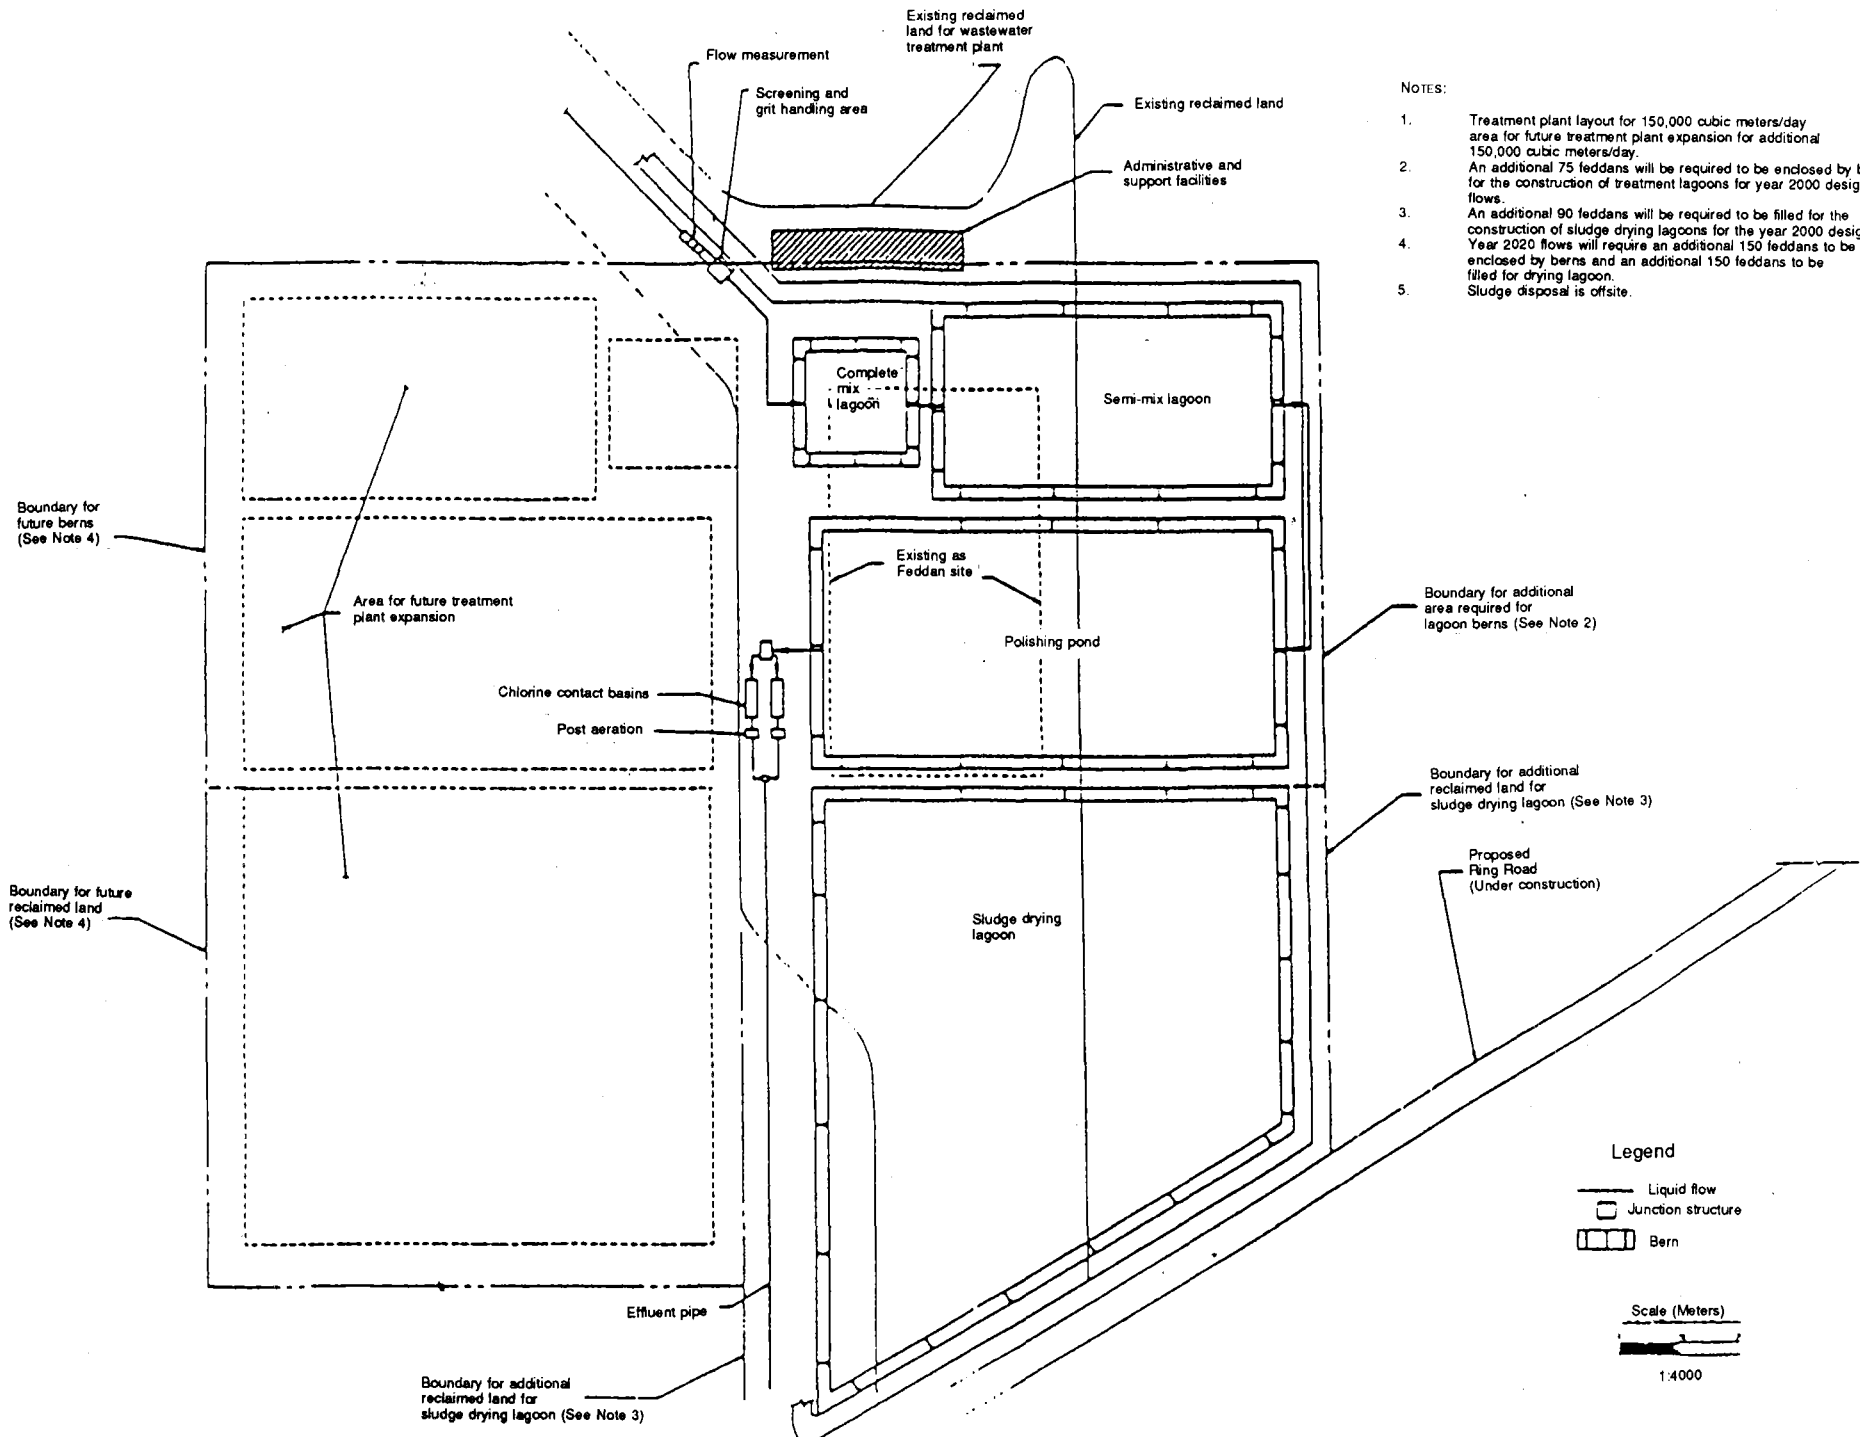 Existing reclaimed
land for wastewater
treatment plant
Flow measurement
Screening and
grit handling area
Existing reclaimed land
Administrative and
support facilities
NOTES:
1. Treatment plant layout for 150,000 cubic meters/day
area for future treatment plant expansion for additional
150,000 cubic meters/day.
2. An additional 75 feddans will be required to be enclosed by
for the construction of treatment lagoons for year 2000
flows.
3. An additional 90 feddans will be required to be filled for the
construction of sludge drying lagoons for the year 2000
4. Year 2020 flows will require an additional 150 feddans to be
enclosed by berns and an additional 150 feddans to be
filled for drying lagoon.
5. Sludge disposal is offsite.
Complete
mix
lagoon
Semi-mix lagoon
Boundary for
future berns
(See Note 4)
Existing as
Feddan site
Area for future treatment
plant expansion
Boundary for additional
area required for
lagoon berns (See Note 2)
Polishing pond
Chlorine contact basins
Post aeration
Boundary for additional
reclaimed land for
sludge drying lagoon (See Note 3)
Proposed
Ring Road
(Under construction)
Boundary for future
reclaimed land
(See Note 4)
Sludge drying
lagoon
Legend
Liquid flow
Junction structure
Bern
Effluent pipe
Scale (Meters)
1:4000
Boundary for additional
reclaimed land for
sludge drying lagoon (See Note 3)